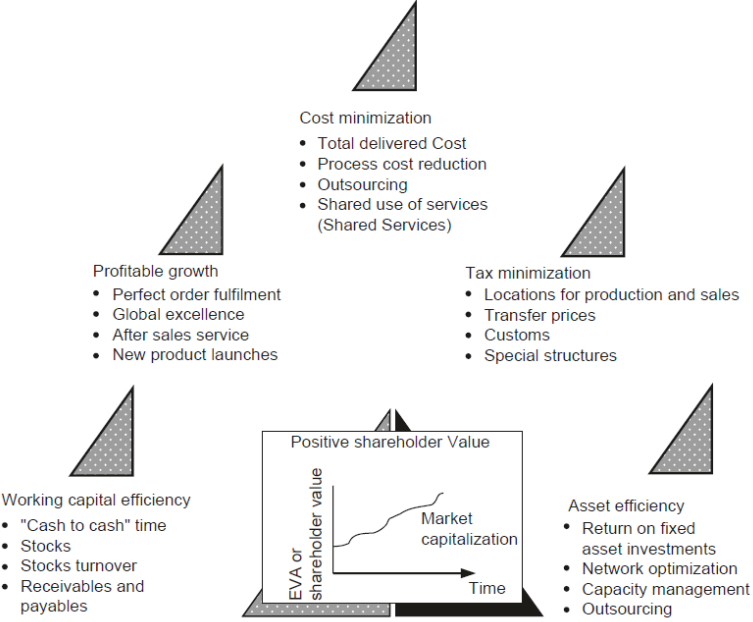 Cost minimization
• Total delivered Cost
• Process cost reduction
• Outsourcing
• Shared use of services
(Shared Services)
Profitable growth
• Perfect order fulfilment
• Global excellence
• After sales service
• New product launches
Tax minimization
• Locations for production and sales
• Transfer prices
• Customs
• Special structures
Working capital efficiency
• "Cash to cash" time
• Stocks
• Stocks turnover
• Receivables and
payables
Positive shareholder Value
EVA or
shareholder value
Market
capitalization
Time
Asset efficiency
• Return on fixed
asset investments
• Network optimization
• Capacity management
• Outsourcing